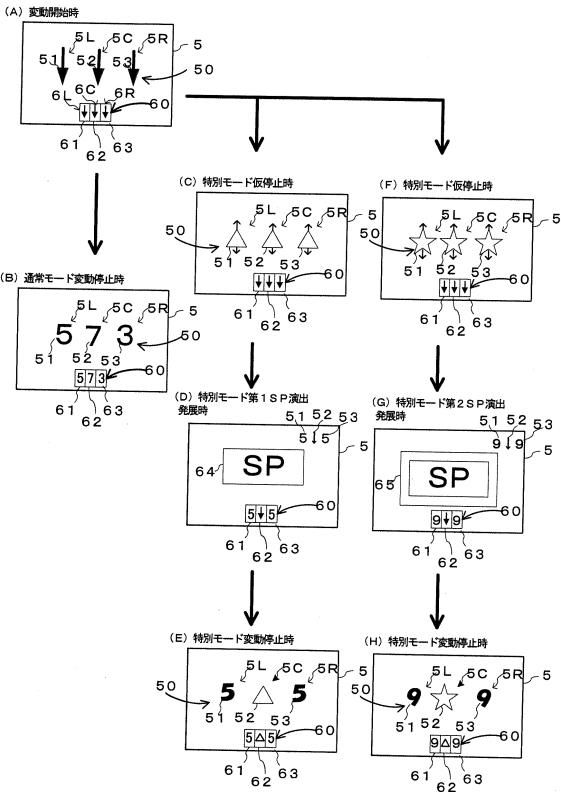 (A) 変動開始時
5L 5C 5R 5
51 52 53 50
6L 6C 6R 60
61 62 63
(C) 特別モード仮停止時
5L 5C 5R 5
50
51 52 53
60
61 62 63
(F) 特別モード仮停止時
5L 5C 5R 5
50
51 52 53
60
61 62 63
(B) 通常モード変動停止時
5L 5C 5R 5
5 7 3 50
51 52 53
5 7 3 60
61 62 63
(D) 特別モード第1SP演出
発展時
51 52 53
5 5 5
64 SP
5 5 60
61 62 63
(G) 特別モード第2SP演出
発展時
51 52 53
9 9 5
65 SP
9 9 60
61 62 63
(E) 特別モード変動停止時
5L 5C 5R 5
50 5 5
51 52 53
5 5 60
61 62 63
(H) 特別モード変動停止時
5L 5C 5R 5
50 9 9
51 52 53
9 9 60
61 62 63